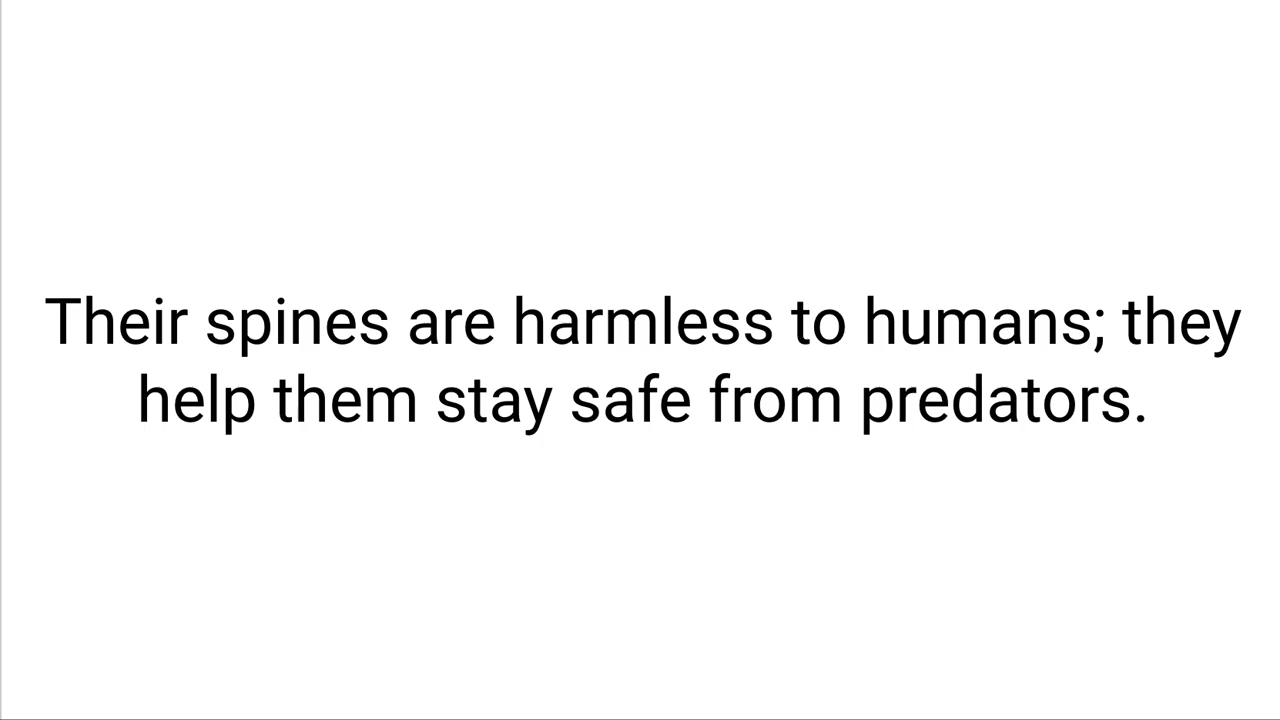 Their spines are harmless to humans; they
help them stay safe from predators.